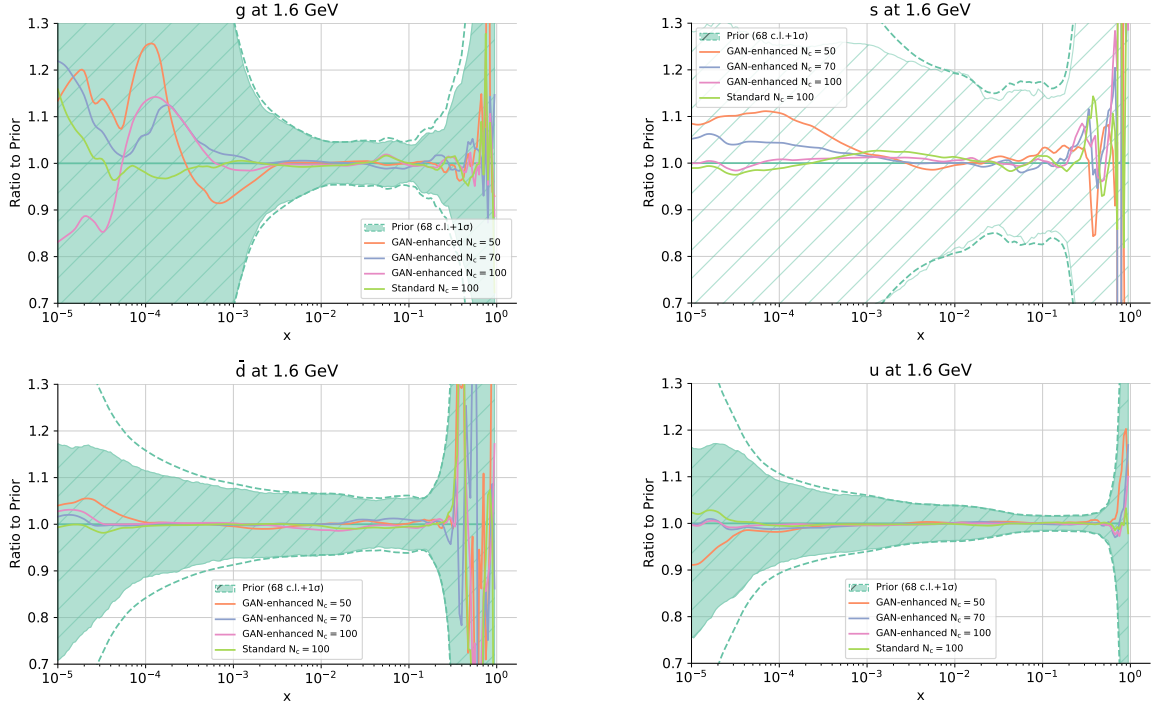 g at 1.6 GeV
1.3
1.2
1.1
1.0
0.9
0.8
0.7
Ratio to Prior
Prior (68 c.l.+1σ)
GAN-enhanced N_c = 50
GAN-enhanced N_c = 70
GAN-enhanced N_c = 100
Standard N_c = 100
10⁻⁵ 10⁻⁴ 10⁻³ 10⁻² 10⁻¹ 10⁰
x
s at 1.6 GeV
1.3
1.2
1.1
1.0
0.9
0.8
0.7
Ratio to Prior
Prior (68 c.l.+1σ)
GAN-enhanced N_c = 50
GAN-enhanced N_c = 70
GAN-enhanced N_c = 100
Standard N_c = 100
10⁻⁵ 10⁻⁴ 10⁻³ 10⁻² 10⁻¹ 10⁰
x
d̄ at 1.6 GeV
1.3
1.2
1.1
1.0
0.9
0.8
0.7
Ratio to Prior
Prior (68 c.l.+1σ)
GAN-enhanced N_c = 50
GAN-enhanced N_c = 70
GAN-enhanced N_c = 100
Standard N_c = 100
10⁻⁵ 10⁻⁴ 10⁻³ 10⁻² 10⁻¹ 10⁰
x
u at 1.6 GeV
1.3
1.2
1.1
1.0
0.9
0.8
0.7
Ratio to Prior
Prior (68 c.l.+1σ)
GAN-enhanced N_c = 50
GAN-enhanced N_c = 70
GAN-enhanced N_c = 100
Standard N_c = 100
10⁻⁵ 10⁻⁴ 10⁻³ 10⁻² 10⁻¹ 10⁰
x